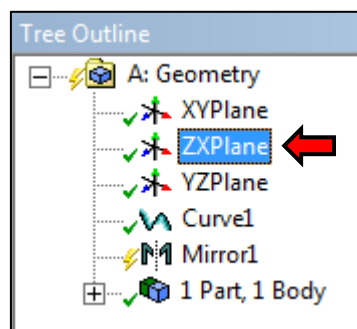 Tree Outline
A: Geometry
XYPlane
ZXPlane
YZPlane
Curve1
Mirror1
1 Part, 1 Body